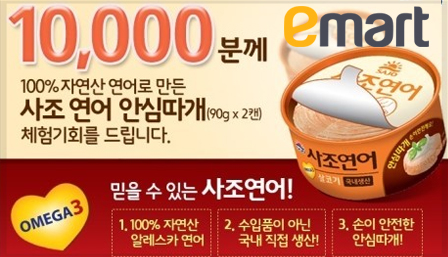 10,000 분께
emart
100% 자연산 연어로 만든
사조 연어 안심따개(90g x 2캔)
체험기회를 드립니다.
SAJO
사조연어
사조연어
살코기
국내생산
안심따개
믿을 수 있는 사조연어!
OMEGA3
1. 100% 자연산
알레스카 연어
2. 수입품이 아닌
국내 직접 생산!
3. 손이 안전한
안심따개!